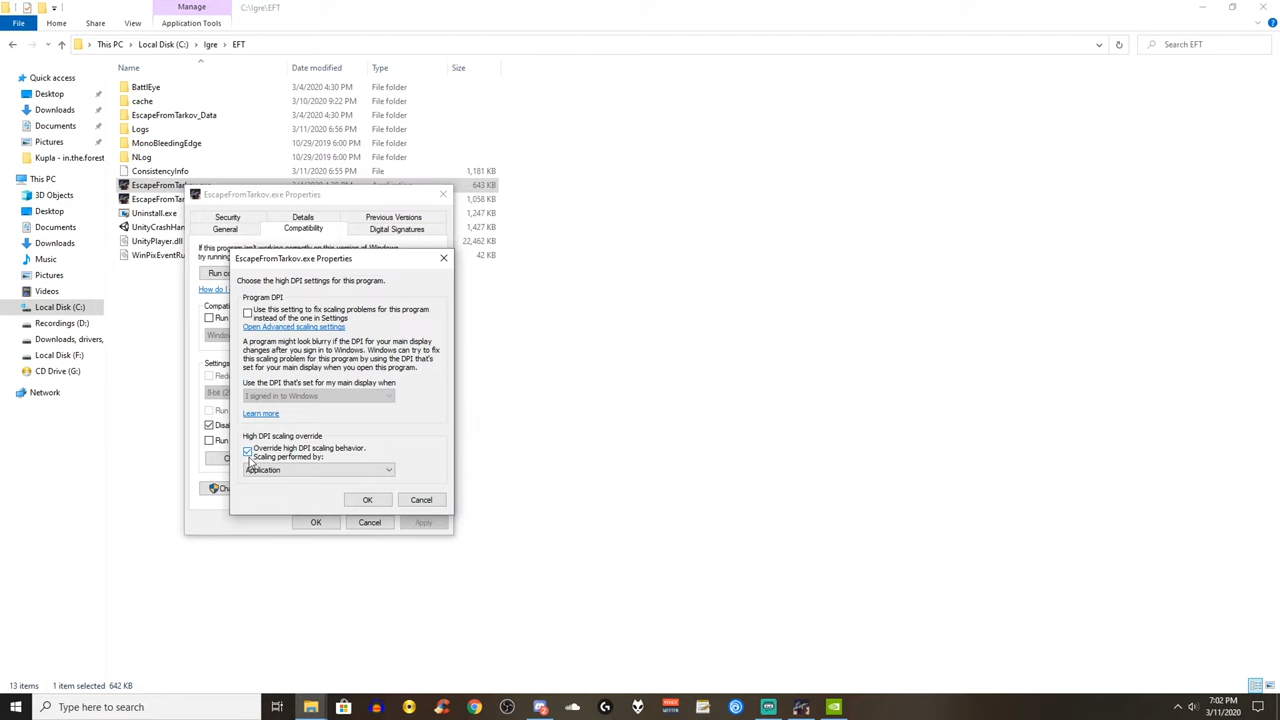 Manage
C:\Igre\EFT
File Home Share View Application Tools
This PC Local Disk (C:) Igre EFT
Search EFT
Name Date modified Type Size
Quick access
Desktop
Downloads
Documents
Pictures
Kupla - in.the.forest
This PC
3D Objects
Desktop
Documents
Downloads
Music
Pictures
Videos
Local Disk (C:)
Recordings (D:)
Downloads, drivers,
Local Disk (F:)
CD Drive (G:)
Network
BattlEye 3/4/2020 4:30 PM File folder
cache 3/10/2020 9:22 PM File folder
EscapeFromTarkov_Data 3/4/2020 4:30 PM File folder
Logs 3/11/2020 6:56 PM File folder
MonoBleedingEdge 10/29/2019 6:00 PM File folder
NLog 10/29/2019 6:00 PM File folder
ConsistencyInfo 3/11/2020 6:55 PM File 1,181 KB
643 KB
EscapeFromTar 1,058 KB
Uninstall.exe 1,247 KB
UnityCrashHan 1,427 KB
UnityPlayer.dll 22,462 KB
WinPixEventRu 42 KB
EscapeFromTarkov.exe Properties
Security Details Previous Versions
General Compatibility Digital Signatures
If this program isn't working correctly on this version of Windows,
try running
Run co
How do I
Compat
Run
Windo
Settings
Redu
8-bit (2
Run
Disa
Run
C
Cha
OK Cancel Apply
EscapeFromTarkov.exe Properties
Choose the high DPI settings for this program.
Program DPI
Use this setting to fix scaling problems for this program
instead of the one in Settings
Open Advanced scaling settings
A program might look blurry if the DPI for your main display
changes after you sign in to Windows. Windows can try to fix
this scaling problem for this program by using the DPI that's
set for your main display when you open this program.
Use the DPI that's set for my main display when
I signed in to Windows
Learn more
High DPI scaling override
Override high DPI scaling behavior.
Scaling performed by:
Application
OK Cancel
13 items 1 item selected 642 KB
Type here to search
7:02 PM
3/11/2020